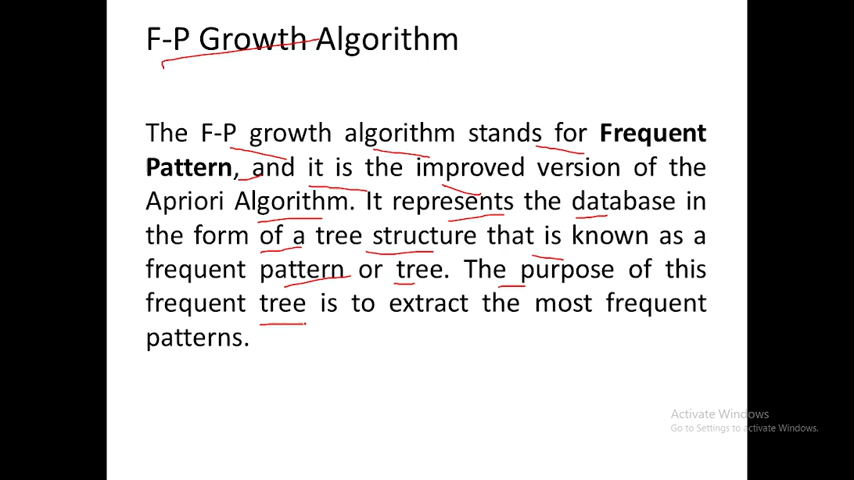 F-P Growth Algorithm
The F-P growth algorithm stands for Frequent
Pattern, and it is the improved version of the
Apriori Algorithm. It represents the database in
the form of a tree structure that is known as a
frequent pattern or tree. The purpose of this
frequent tree is to extract the most frequent
patterns.
Activate Windows
Go to Settings to activate Windows.